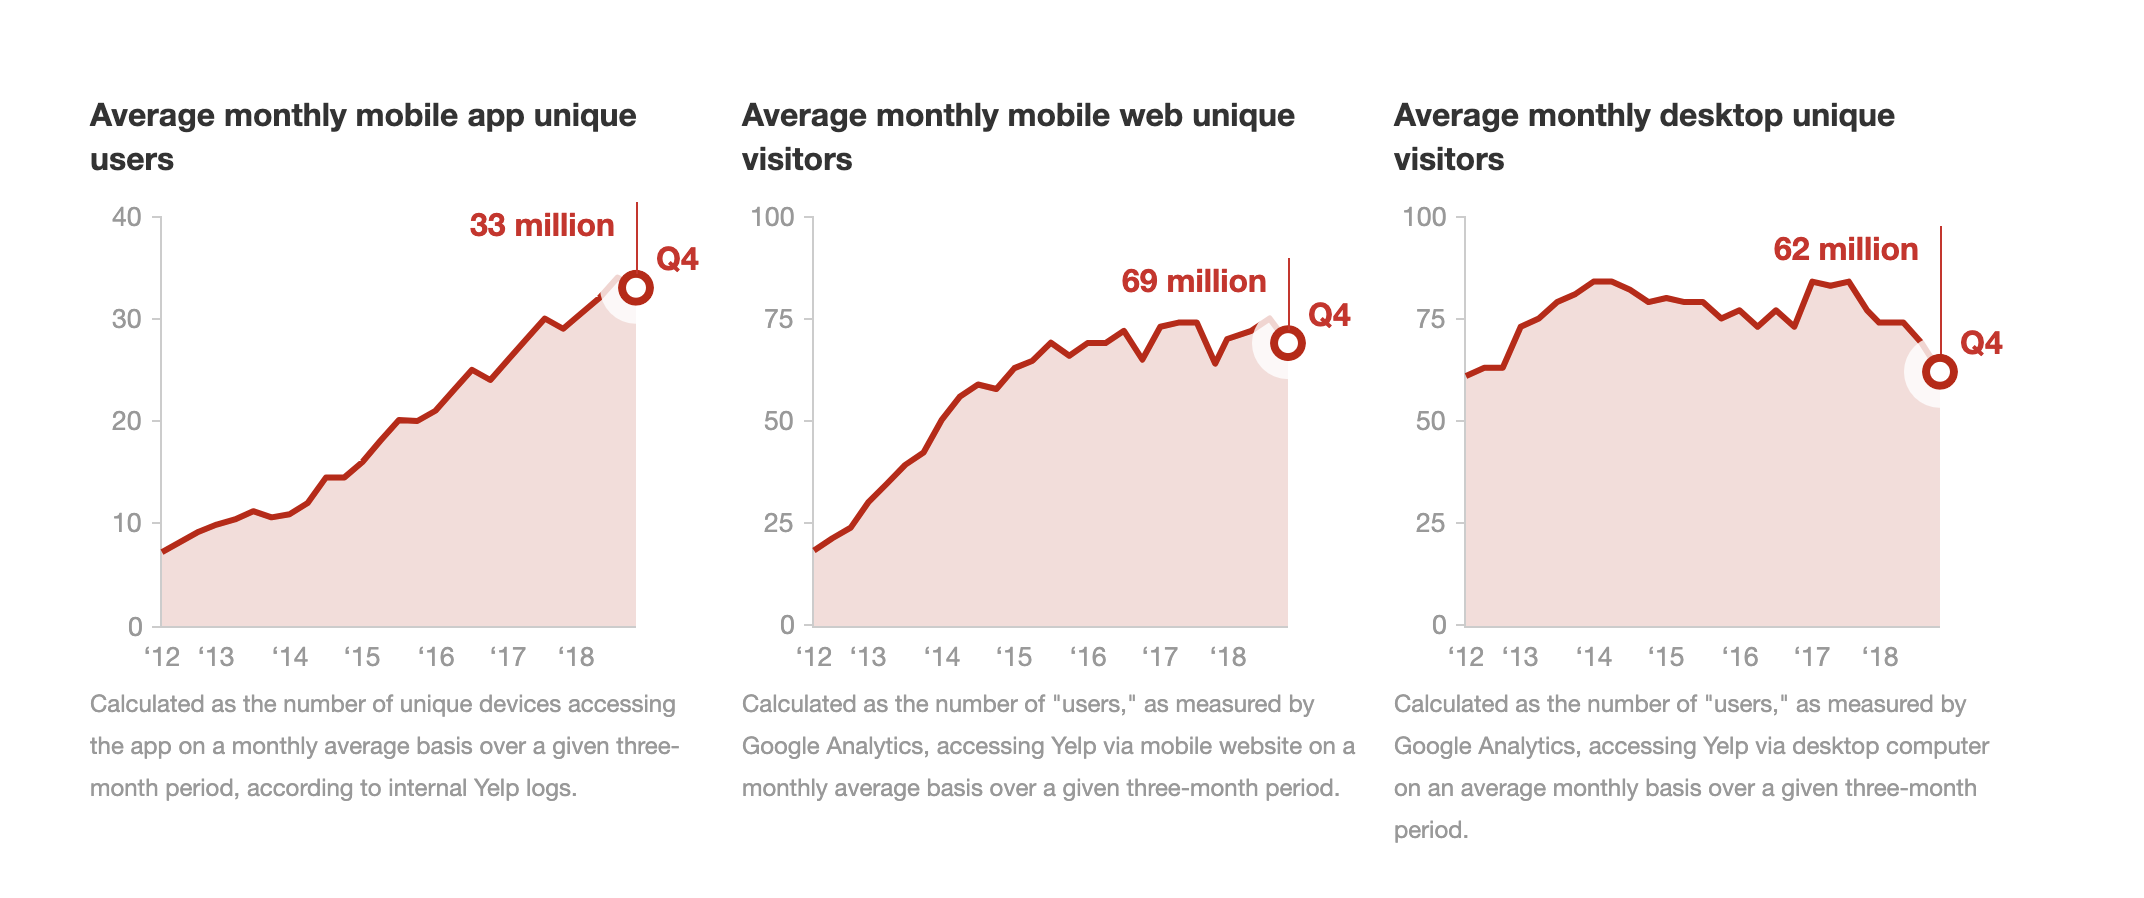 Average monthly mobile app unique
users
40
30
20
10
0
33 million
Q4
‘12 ‘13 ‘14 ‘15 ‘16 ‘17 ‘18
Calculated as the number of unique devices accessing
the app on a monthly average basis over a given three-
month period, according to internal Yelp logs.
Average monthly mobile web unique
visitors
100
75
50
25
0
69 million
Q4
‘12 ‘13 ‘14 ‘15 ‘16 ‘17 ‘18
Calculated as the number of "users," as measured by
Google Analytics, accessing Yelp via mobile website on a
monthly average basis over a given three-month period.
Average monthly desktop unique
visitors
100
75
50
25
0
62 million
Q4
‘12 ‘13 ‘14 ‘15 ‘16 ‘17 ‘18
Calculated as the number of "users," as measured by
Google Analytics, accessing Yelp via desktop computer
on an average monthly basis over a given three-month
period.